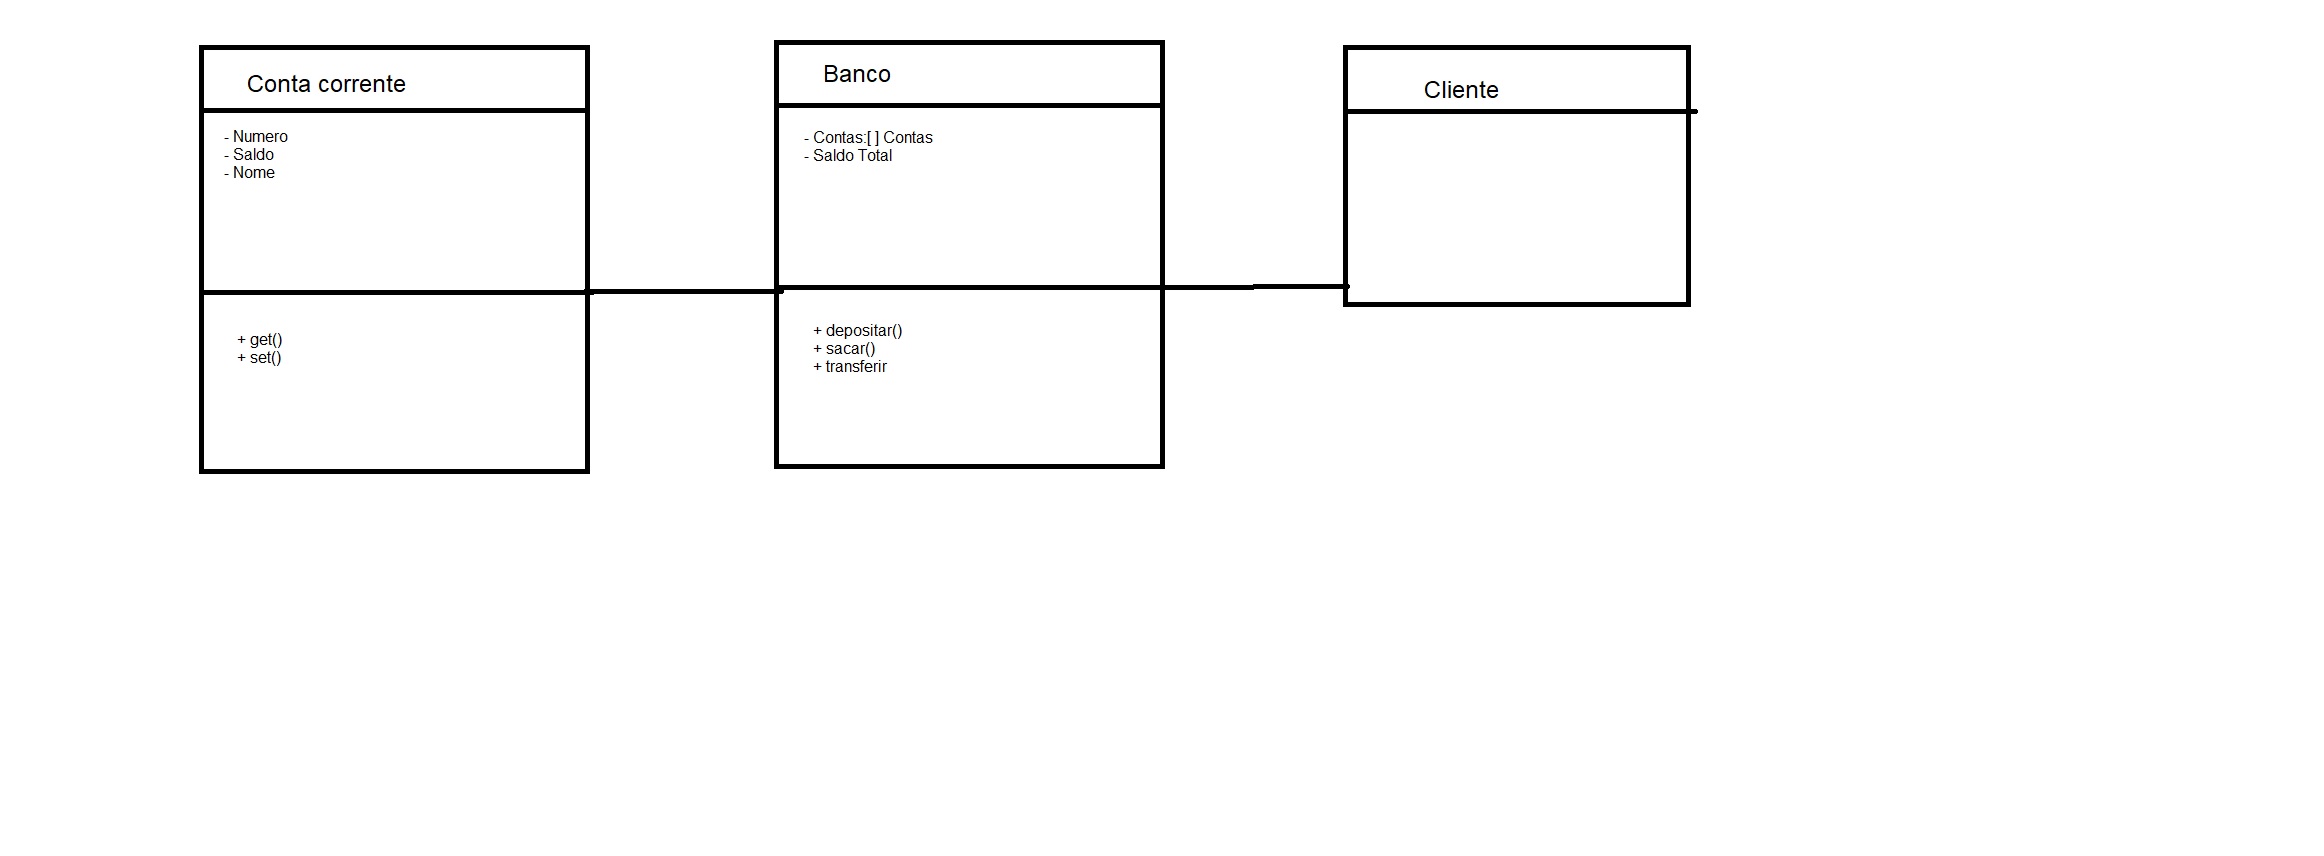 Conta corrente
- Numero
- Saldo
- Nome
+ get()
+ set()
Banco
- Contas:[ ] Contas
- Saldo Total
+ depositar()
+ sacar()
+ transferir
Cliente